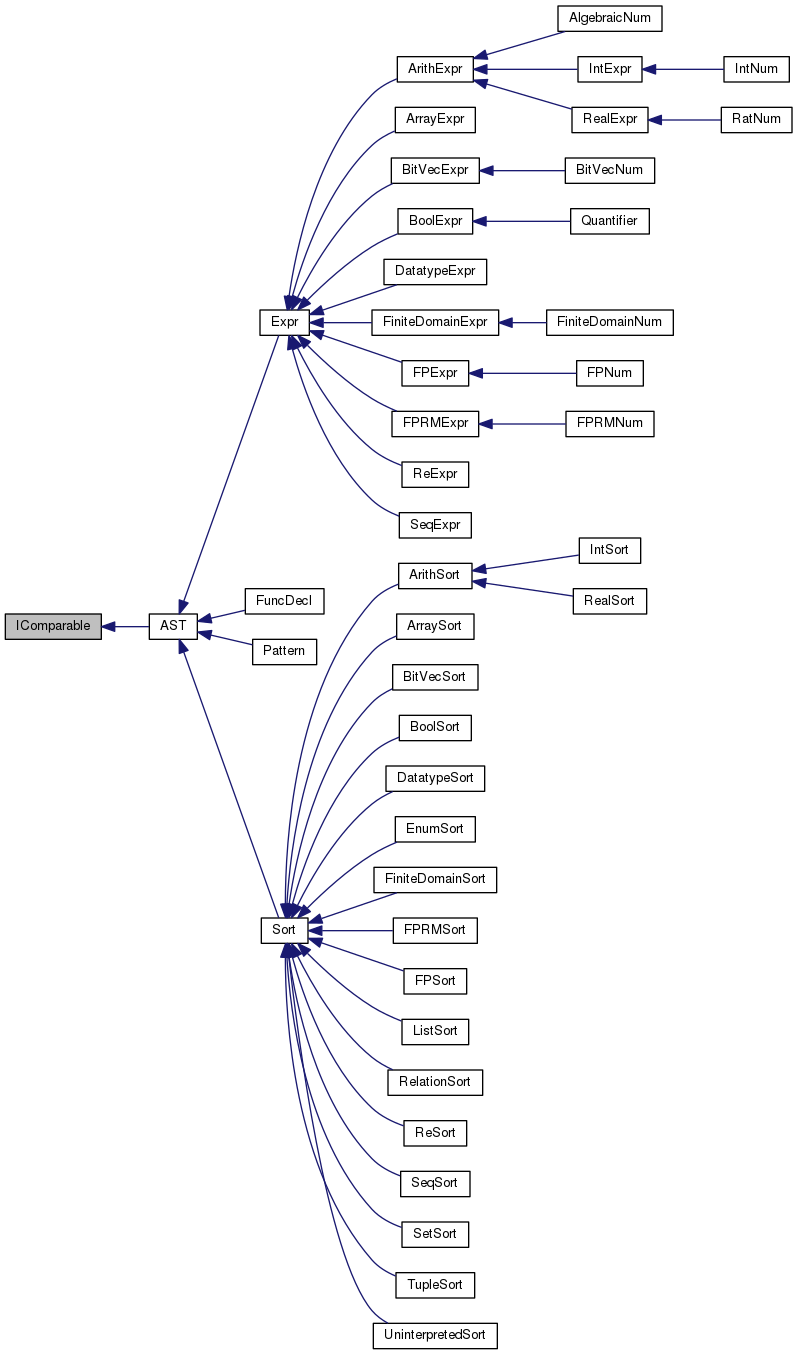 AlgebraicNum
ArithExpr
IntExpr
IntNum
RealExpr
RatNum
ArrayExpr
BitVecExpr
BitVecNum
BoolExpr
Quantifier
DatatypeExpr
Expr
FiniteDomainExpr
FiniteDomainNum
FPExpr
FPNum
FPRMExpr
FPRMNum
ReExpr
SeqExpr
IntSort
ArithSort
RealSort
FuncDecl
IComparable
AST
Pattern
ArraySort
BitVecSort
BoolSort
DatatypeSort
EnumSort
FiniteDomainSort
Sort
FPRMSort
FPSort
ListSort
RelationSort
ReSort
SeqSort
SetSort
TupleSort
UninterpretedSort